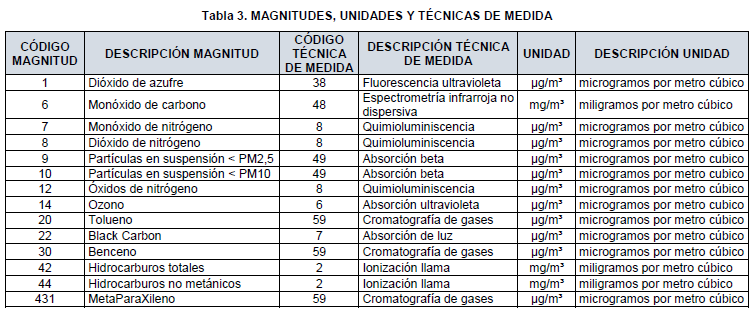 Tabla 3. MAGNITUDES, UNIDADES Y TÉCNICAS DE MEDIDA
CÓDIGO MAGNITUD DESCRIPCIÓN MAGNITUD CÓDIGO TÉCNICA DE MEDIDA DESCRIPCIÓN TÉCNICA DE MEDIDA UNIDAD DESCRIPCIÓN UNIDAD
1 Dióxido de azufre 38 Fluorescencia ultravioleta µg/m³ microgramos por metro cúbico
6 Monóxido de carbono 48 Espectrometría infrarroja no dispersiva mg/m³ miligramos por metro cúbico
7 Monóxido de nitrógeno 8 Quimioluminiscencia µg/m³ microgramos por metro cúbico
8 Dióxido de nitrógeno 8 Quimioluminiscencia µg/m³ microgramos por metro cúbico
9 Partículas en suspensión < PM2,5 49 Absorción beta µg/m³ microgramos por metro cúbico
10 Partículas en suspensión < PM10 49 Absorción beta µg/m³ microgramos por metro cúbico
12 Óxidos de nitrógeno 8 Quimioluminiscencia µg/m³ microgramos por metro cúbico
14 Ozono 6 Absorción ultravioleta µg/m³ microgramos por metro cúbico
20 Tolueno 59 Cromatografía de gases µg/m³ microgramos por metro cúbico
22 Black Carbon 7 Absorción de luz µg/m³ microgramos por metro cúbico
30 Benceno 59 Cromatografía de gases µg/m³ microgramos por metro cúbico
42 Hidrocarburos totales 2 Ionización llama mg/m³ miligramos por metro cúbico
44 Hidrocarburos no metánicos 2 Ionización llama mg/m³ miligramos por metro cúbico
431 MetaParaXileno 59 Cromatografía de gases µg/m³ microgramos por metro cúbico